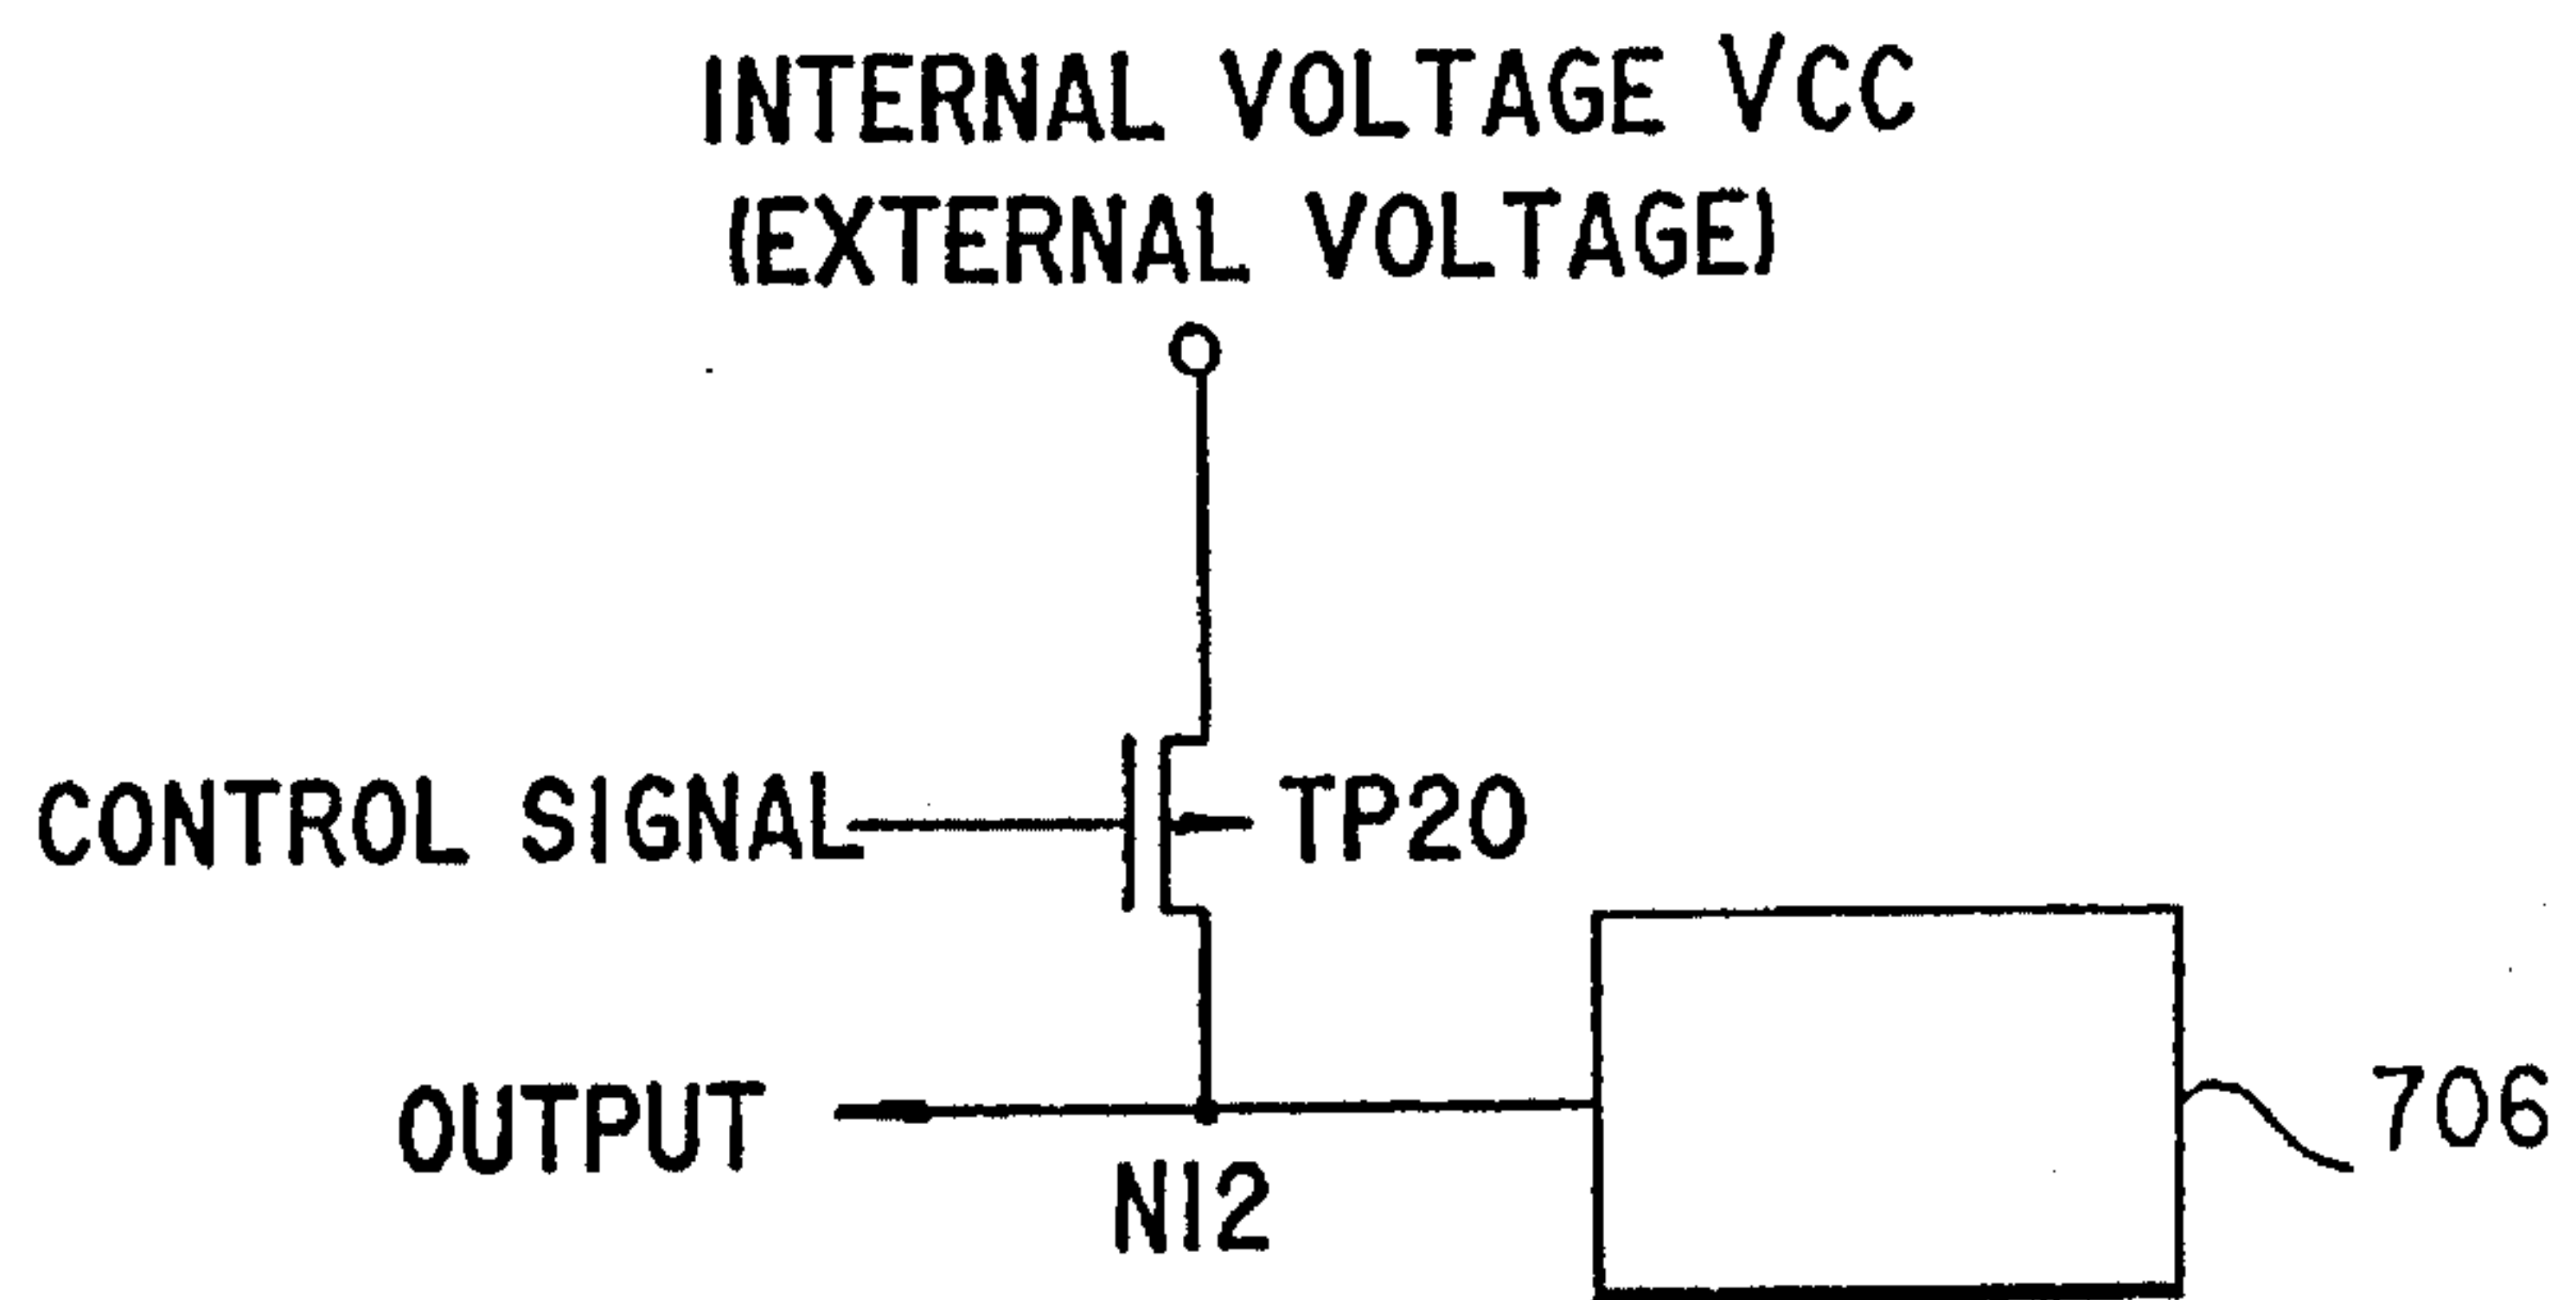 INTERNAL VOLTAGE VCC
(EXTERNAL VOLTAGE)
CONTROL SIGNAL
TP20
OUTPUT
N12
706